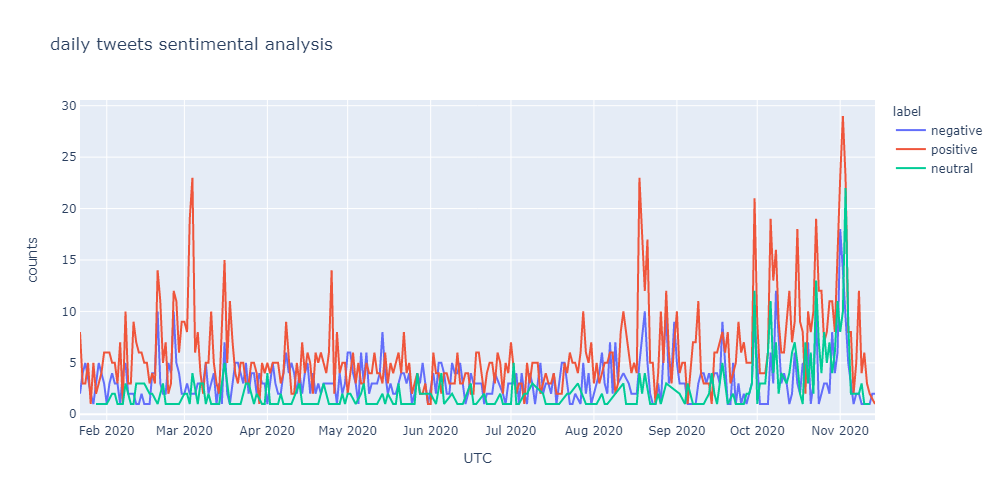 daily tweets sentimental analysis
label
negative
positive
neutral
30
25
20
15
10
5
0
counts
Feb 2020 Mar 2020 Apr 2020 May 2020 Jun 2020 Jul 2020 Aug 2020 Sep 2020 Oct 2020 Nov 2020
UTC